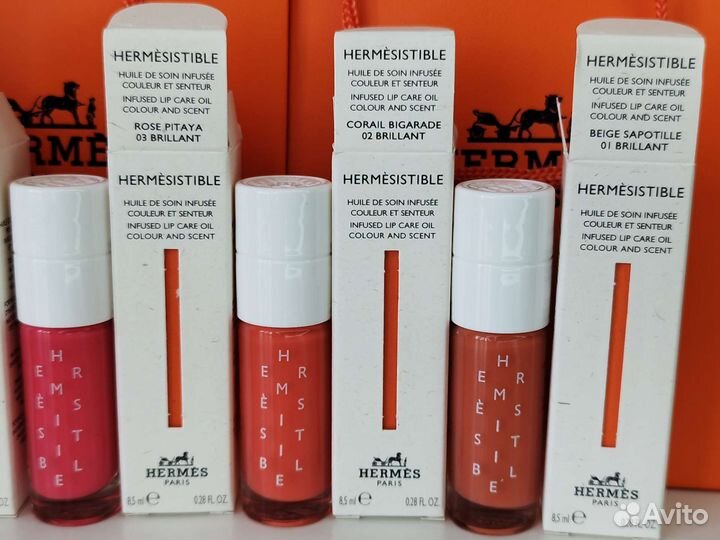 HERMÈSISTIBLE
HUILE DE SOIN INFUSÉE
COULEUR ET SENTEUR
INFUSED LIP CARE OIL
COLOUR AND SCENT
ROSE PITAYA
03 BRILLANT
HERMÈSISTIBLE
HUILE DE SOIN INFUSÉE
COULEUR ET SENTEUR
INFUSED LIP CARE OIL
COLOUR AND SCENT
HERMÈS
PARIS
8,5 ml e 0.28 FL. OZ.
HERMÈSISTIBLE
HUILE DE SOIN INFUSÉE
COULEUR ET SENTEUR
INFUSED LIP CARE OIL
COLOUR AND SCENT
CORAIL BIGARADE
02 BRILLANT
HERMÈSISTIBLE
HUILE DE SOIN INFUSÉE
COULEUR ET SENTEUR
INFUSED LIP CARE OIL
COLOUR AND SCENT
HERMÈS
PARIS
8,5 ml e 0.28 FL. OZ.
HERMÈSISTIBLE
HUILE DE SOIN INFUSÉE
COULEUR ET SENTEUR
INFUSED LIP CARE OIL
COLOUR AND SCENT
BEIGE SAPOTILLE
01 BRILLANT
HERMÈSISTIBLE
HUILE DE SOIN INFUSÉE
COULEUR ET SENTEUR
INFUSED LIP CARE OIL
COLOUR AND SCENT
HERMÈS
PARIS
8,5 ml e
HERMÈS
HERMÈS
HERMÈSISTIBLE
HERMÈSISTIBLE
HERMÈSISTIBLE
Avito